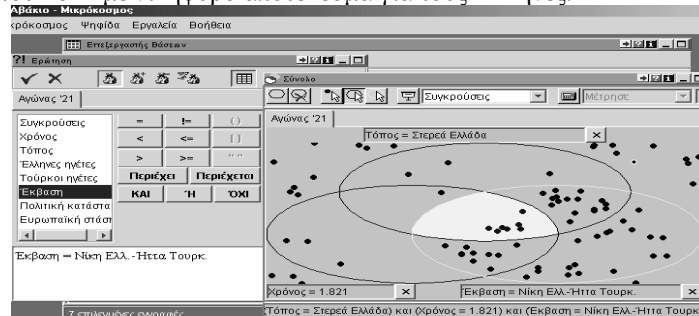 Αβάκιο - Μικρόκοσμος
κρόκοσμος Ψηφίδα Εργαλεία Βοήθεια
Επεξεργαστής Βάσεων
?! Ερώτηση
Σύνολο
Συγκρούσεις
Μέτρησε
Αγώνας '21
Αγώνας '21
Τόπος = Στερεά Ελλάδα
Συγκρούσεις
Χρόνος
Τόπος
Έλληνες ηγέτες
Τούρκοι ηγέτες
Έκβαση
Πολιτική κατάστα
Ευρωπαϊκή στάσ
= != ()
< <= []
> >= ""
Περιέχει Περιέχεται
ΚΑΙ Ή ΌΧΙ
Έκβαση = Νίκη Ελλ.-Ήττα Τουρκ.
Χρόνος = 1.821
Έκβαση = Νίκη Ελλ.-Ήττα Τουρκ.
7 επιλεγμένες εγγραφές
(Τόπος = Στερεά Ελλάδα) και (Χρόνος = 1.821) και (Έκβαση = Νίκη Ελλ.-Ήττα Τουρκ